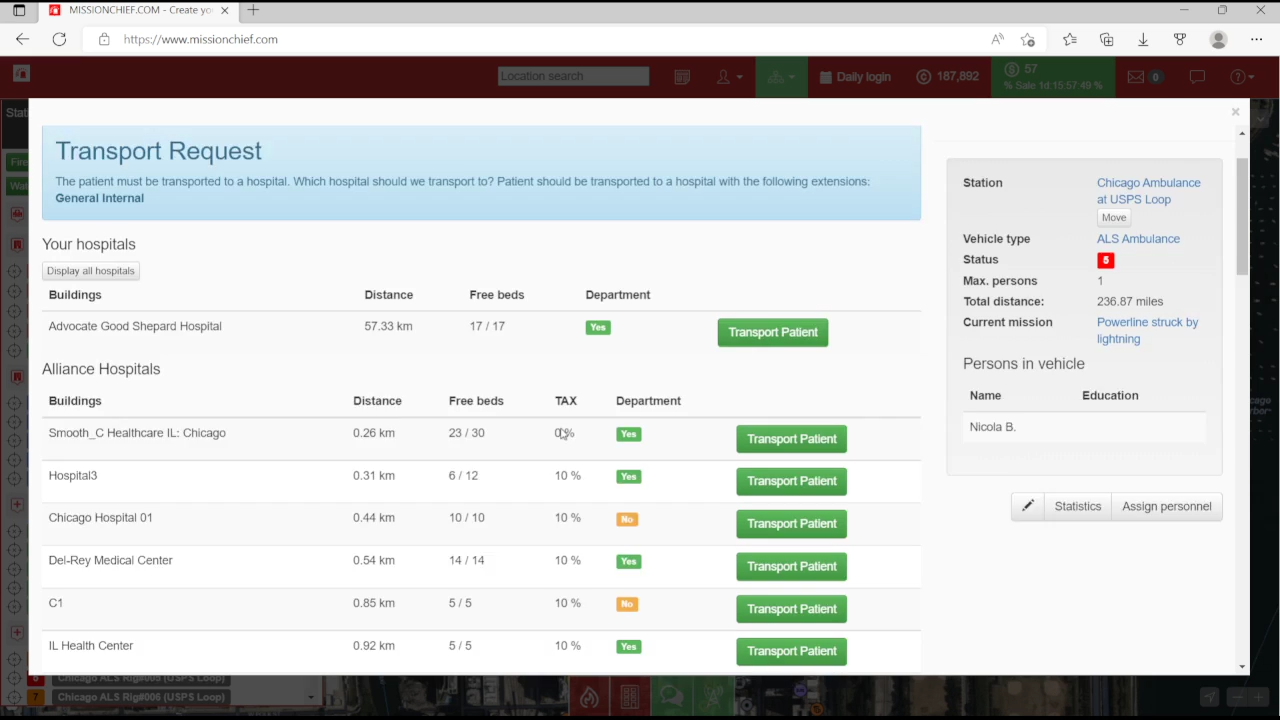 MISSIONCHIEF.COM - Create yo
https://www.missionchief.com
Location search
Daily login
187,892
57
% Sale 1d:15:57:49 %
0
Stati
Fire
Wat
Transport Request
The patient must be transported to a hospital. Which hospital should we transport to? Patient should be transported to a hospital with the following extensions:
General Internal
Your hospitals
Display all hospitals
Buildings Distance Free beds Department
Advocate Good Shepard Hospital 57.33 km 17 / 17 Yes Transport Patient
Alliance Hospitals
Buildings Distance Free beds TAX Department
Smooth_C Healthcare IL: Chicago 0.26 km 23 / 30 0 % Yes Transport Patient
Hospital3 0.31 km 6 / 12 10 % Yes Transport Patient
Chicago Hospital 01 0.44 km 10 / 10 10 % No Transport Patient
Del-Rey Medical Center 0.54 km 14 / 14 10 % Yes Transport Patient
C1 0.85 km 5 / 5 10 % No Transport Patient
IL Health Center 0.92 km 5 / 5 10 % Yes Transport Patient
Station Chicago Ambulance
at USPS Loop
Move
Vehicle type ALS Ambulance
Status 5
Max. persons 1
Total distance: 236.87 miles
Current mission Powerline struck by
lightning
Persons in vehicle
Name Education
Nicola B.
Statistics Assign personnel
Chicago ALS Rig#006 (USPS Loop)